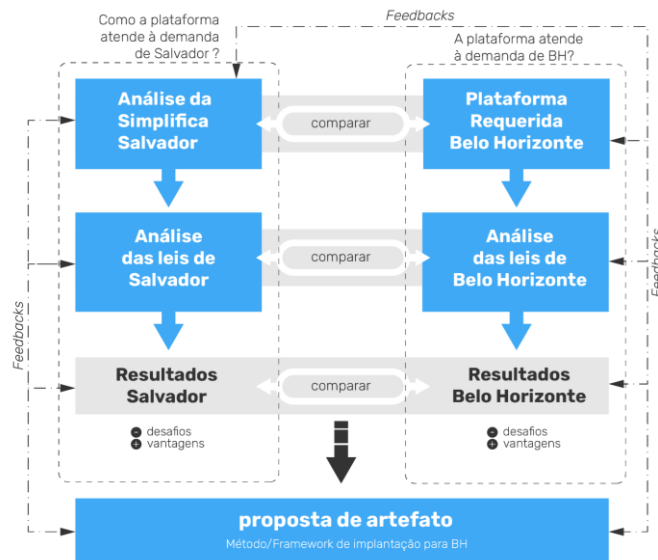 Feedbacks
Como a plataforma
atende à demanda
de Salvador ?
A plataforma atende
à demanda de BH?
Análise da
Simplifica
Salvador
comparar
Plataforma
Requerida
Belo Horizonte
Análise
das leis de
Salvador
comparar
Análise
das leis de
Belo Horizonte
Feedbacks
Feedbacks
Resultados
Salvador
comparar
Resultados
Belo Horizonte
- desafios
+ vantagens
- desafios
+ vantagens
proposta de artefato
Método/Framework de implantação para BH